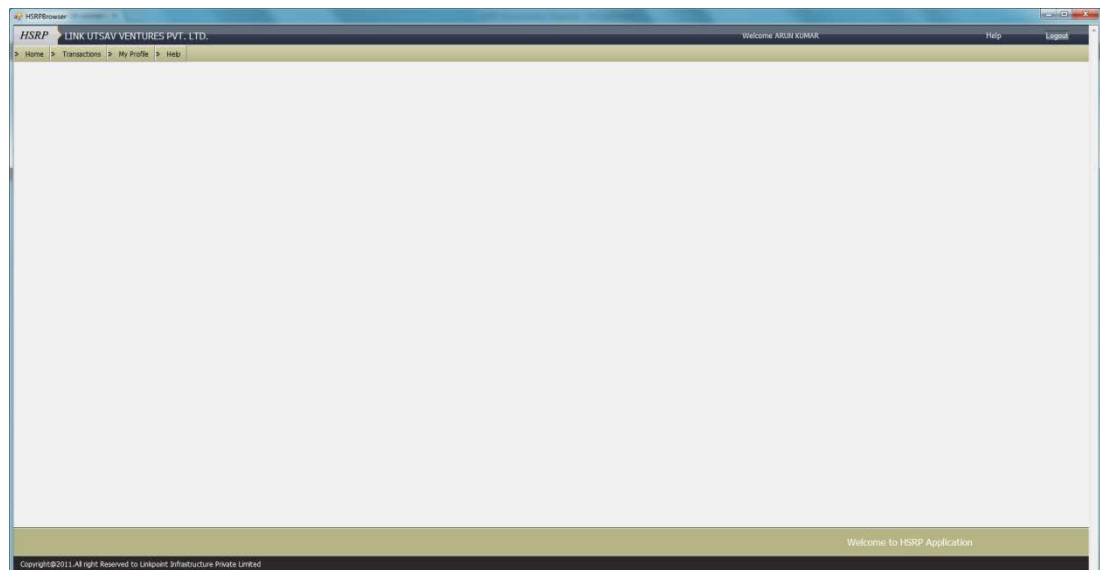 HSRPBrowser
HSRP LINK UTSAV VENTURES PVT. LTD. Welcome ARUN KUMAR Help Logout
> Home > Transactions > My Profile > Help
Welcome to HSRP Application
Copyright@2011.All right Reserved to Linkpoint Infrastructure Private Limited